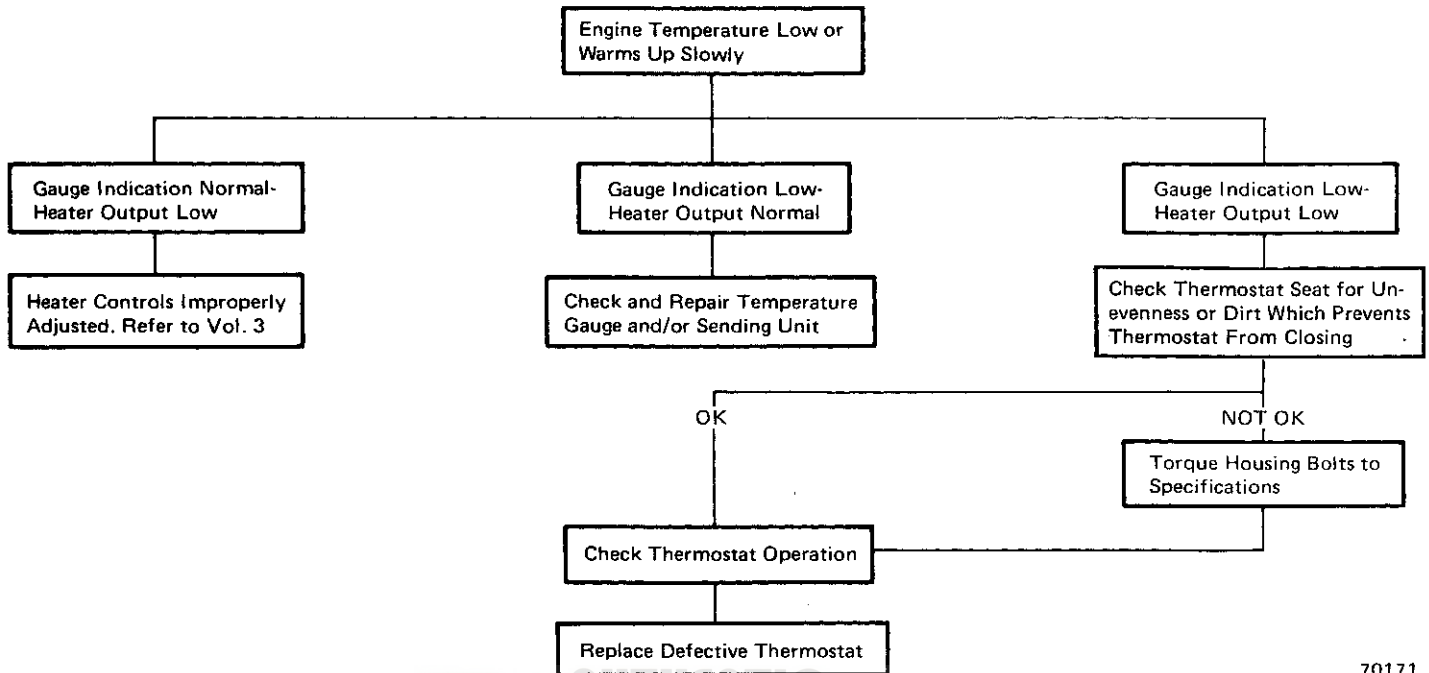 Engine Temperature Low or
Warms Up Slowly
Gauge Indication Normal-
Heater Output Low
Gauge Indication Low-
Heater Output Normal
Gauge Indication Low-
Heater Output Low
Heater Controls Improperly
Adjusted. Refer to Vol. 3
Check and Repair Temperature
Gauge and/or Sending Unit
Check Thermostat Seat for Un-
evenness or Dirt Which Prevents
Thermostat From Closing
OK
NOT OK
Torque Housing Bolts to
Specifications
Check Thermostat Operation
Replace Defective Thermostat
70171